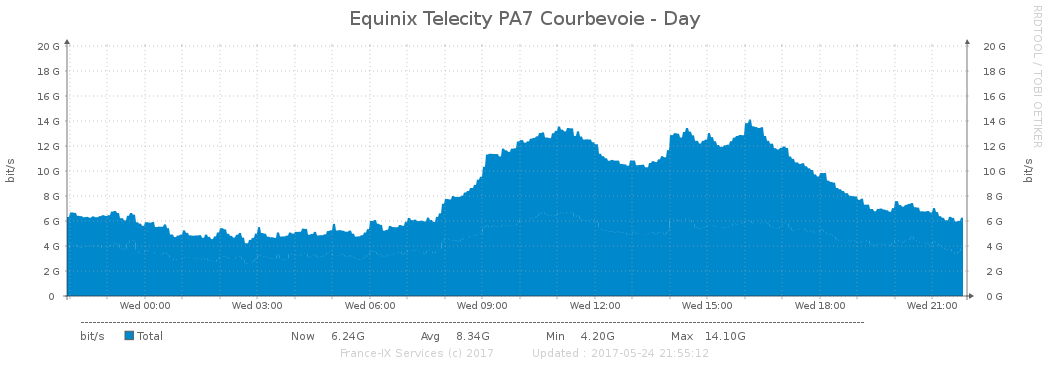 Equinix Telecity PA7 Courbevoie - Day
RRDTOOL / TOBI OETIKER
20 G 20 G
18 G 18 G
16 G 16 G
14 G 14 G
12 G 12 G
10 G 10 G
8 G 8 G
6 G 6 G
4 G 4 G
2 G 2 G
0 0 G
bit/s
bit/s
Wed 00:00 Wed 03:00 Wed 06:00 Wed 09:00 Wed 12:00 Wed 15:00 Wed 18:00 Wed 21:00
bit/s Total Now 6.24G Avg 8.34G Min 4.20G Max 14.10G
France-IX Services (c) 2017 Updated : 2017-05-24 21:55:12